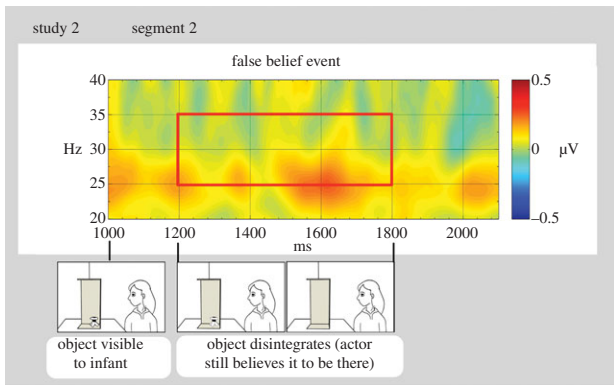 study 2 segment 2
false belief event
40
35
Hz 30
25
20
1000 1200 1400 1600 1800 2000
ms
0.5
0 μV
–0.5
object visible
to infant
object disintegrates (actor
still believes it to be there)